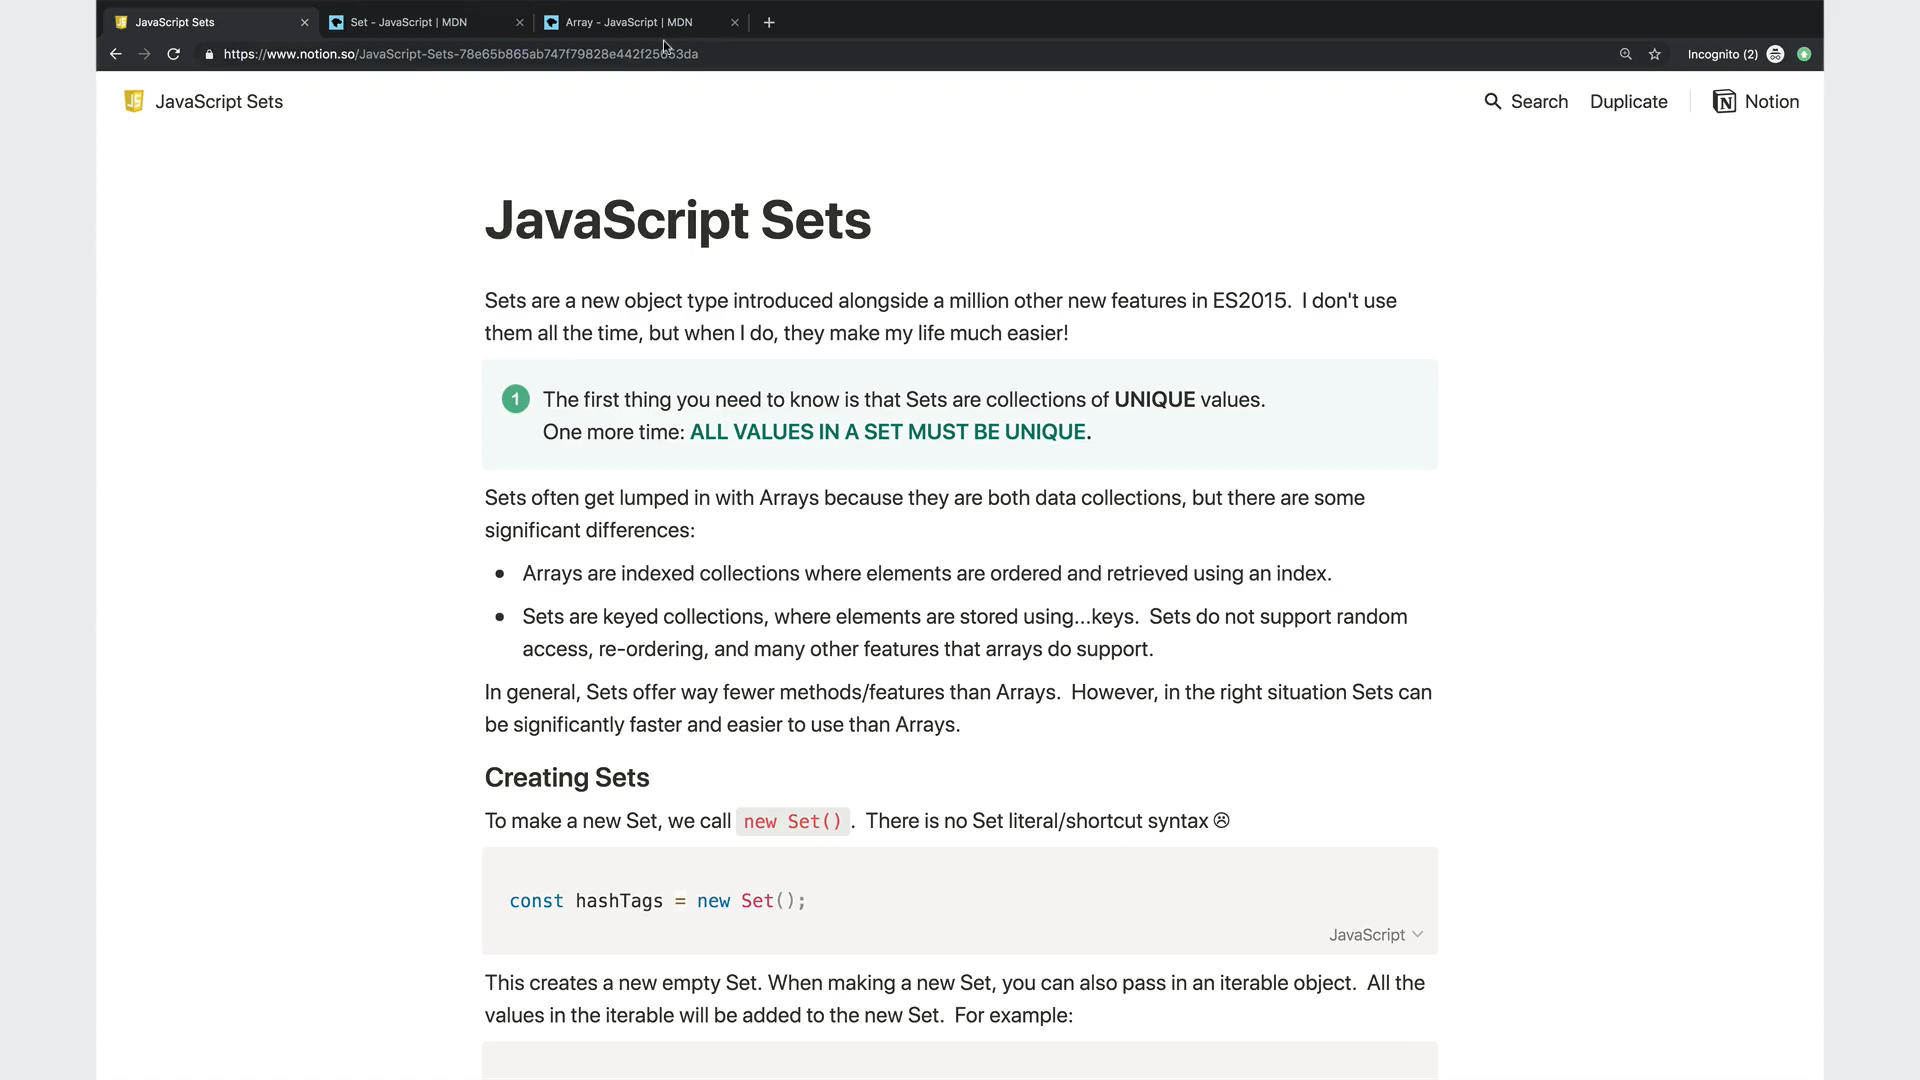 JavaScript Sets
Set - JavaScript | MDN
Array - JavaScript | MDN
https://www.notion.so/JavaScript-Sets-78e65b865ab747f79828e442f25653da
Incognito (2)
JavaScript Sets
Search
Duplicate
Notion
JavaScript Sets
Sets are a new object type introduced alongside a million other new features in ES2015. I don't use
them all the time, but when I do, they make my life much easier!
1
The first thing you need to know is that Sets are collections of UNIQUE values.
One more time: ALL VALUES IN A SET MUST BE UNIQUE.
Sets often get lumped in with Arrays because they are both data collections, but there are some
significant differences:
• Arrays are indexed collections where elements are ordered and retrieved using an index.
• Sets are keyed collections, where elements are stored using...keys. Sets do not support random
access, re-ordering, and many other features that arrays do support.
In general, Sets offer way fewer methods/features than Arrays. However, in the right situation Sets can
be significantly faster and easier to use than Arrays.
Creating Sets
To make a new Set, we call new Set(). There is no Set literal/shortcut syntax ☹
const hashTags = new Set();
JavaScript
This creates a new empty Set. When making a new Set, you can also pass in an iterable object. All the
values in the iterable will be added to the new Set. For example: